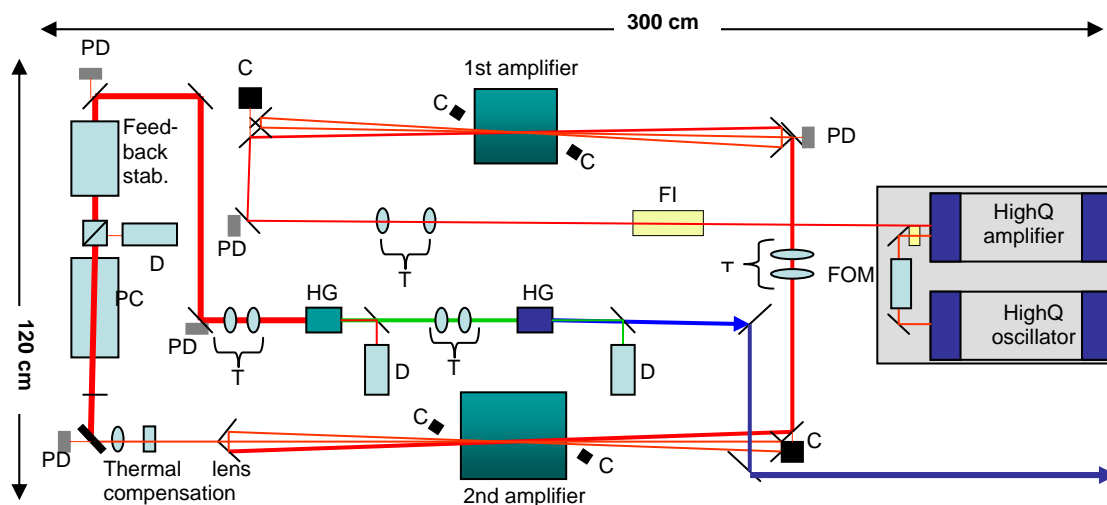 300 cm
PD
C
1st amplifier
C
Feed-
back
stab.
C
PD
FI
HighQ
amplifier
PD
D
T
T
FOM
PC
HG
HG
HighQ
oscillator
PD
T
T
D
D
120 cm
C
C
PD
Thermal
compensation
lens
C
2nd amplifier